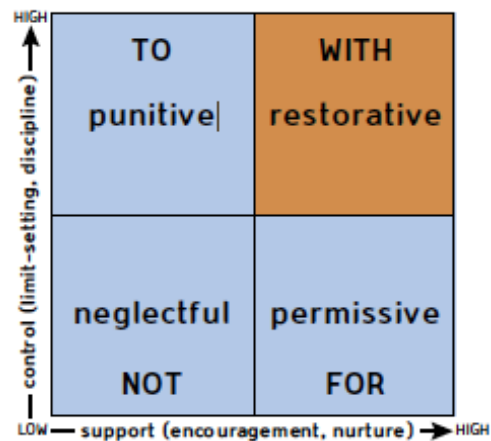 HIGH
control (limit-setting, discipline)
TO
WITH
punitive
restorative
neglectful
permissive
NOT
FOR
LOW
support (encouragement, nurture)
HIGH